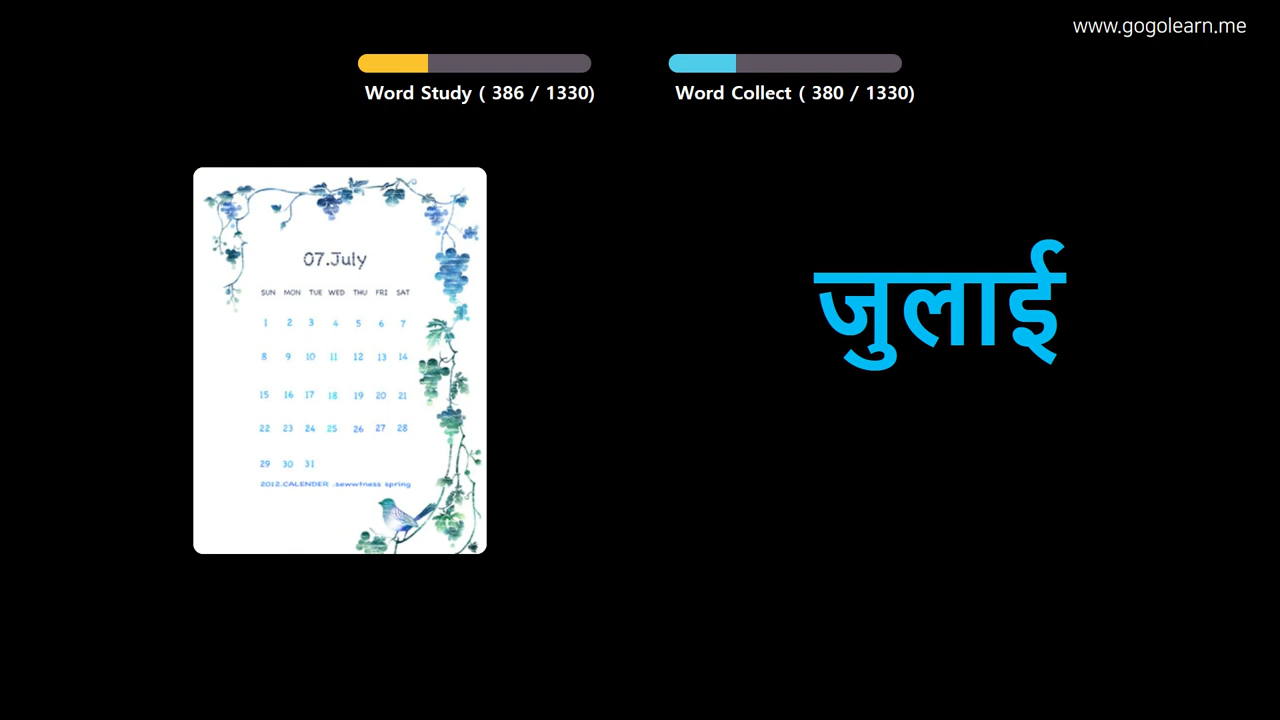 www.gogolearn.me
Word Study ( 386 / 1330)
Word Collect ( 380 / 1330)
07.July
SUN MON TUE WED THU FRI SAT
1 2 3 4 5 6 7
8 9 10 11 12 13 14
15 16 17 18 19 20 21
22 23 24 25 26 27 28
29 30 31
2012.CALENDER .sewwtness spring
जुलाई